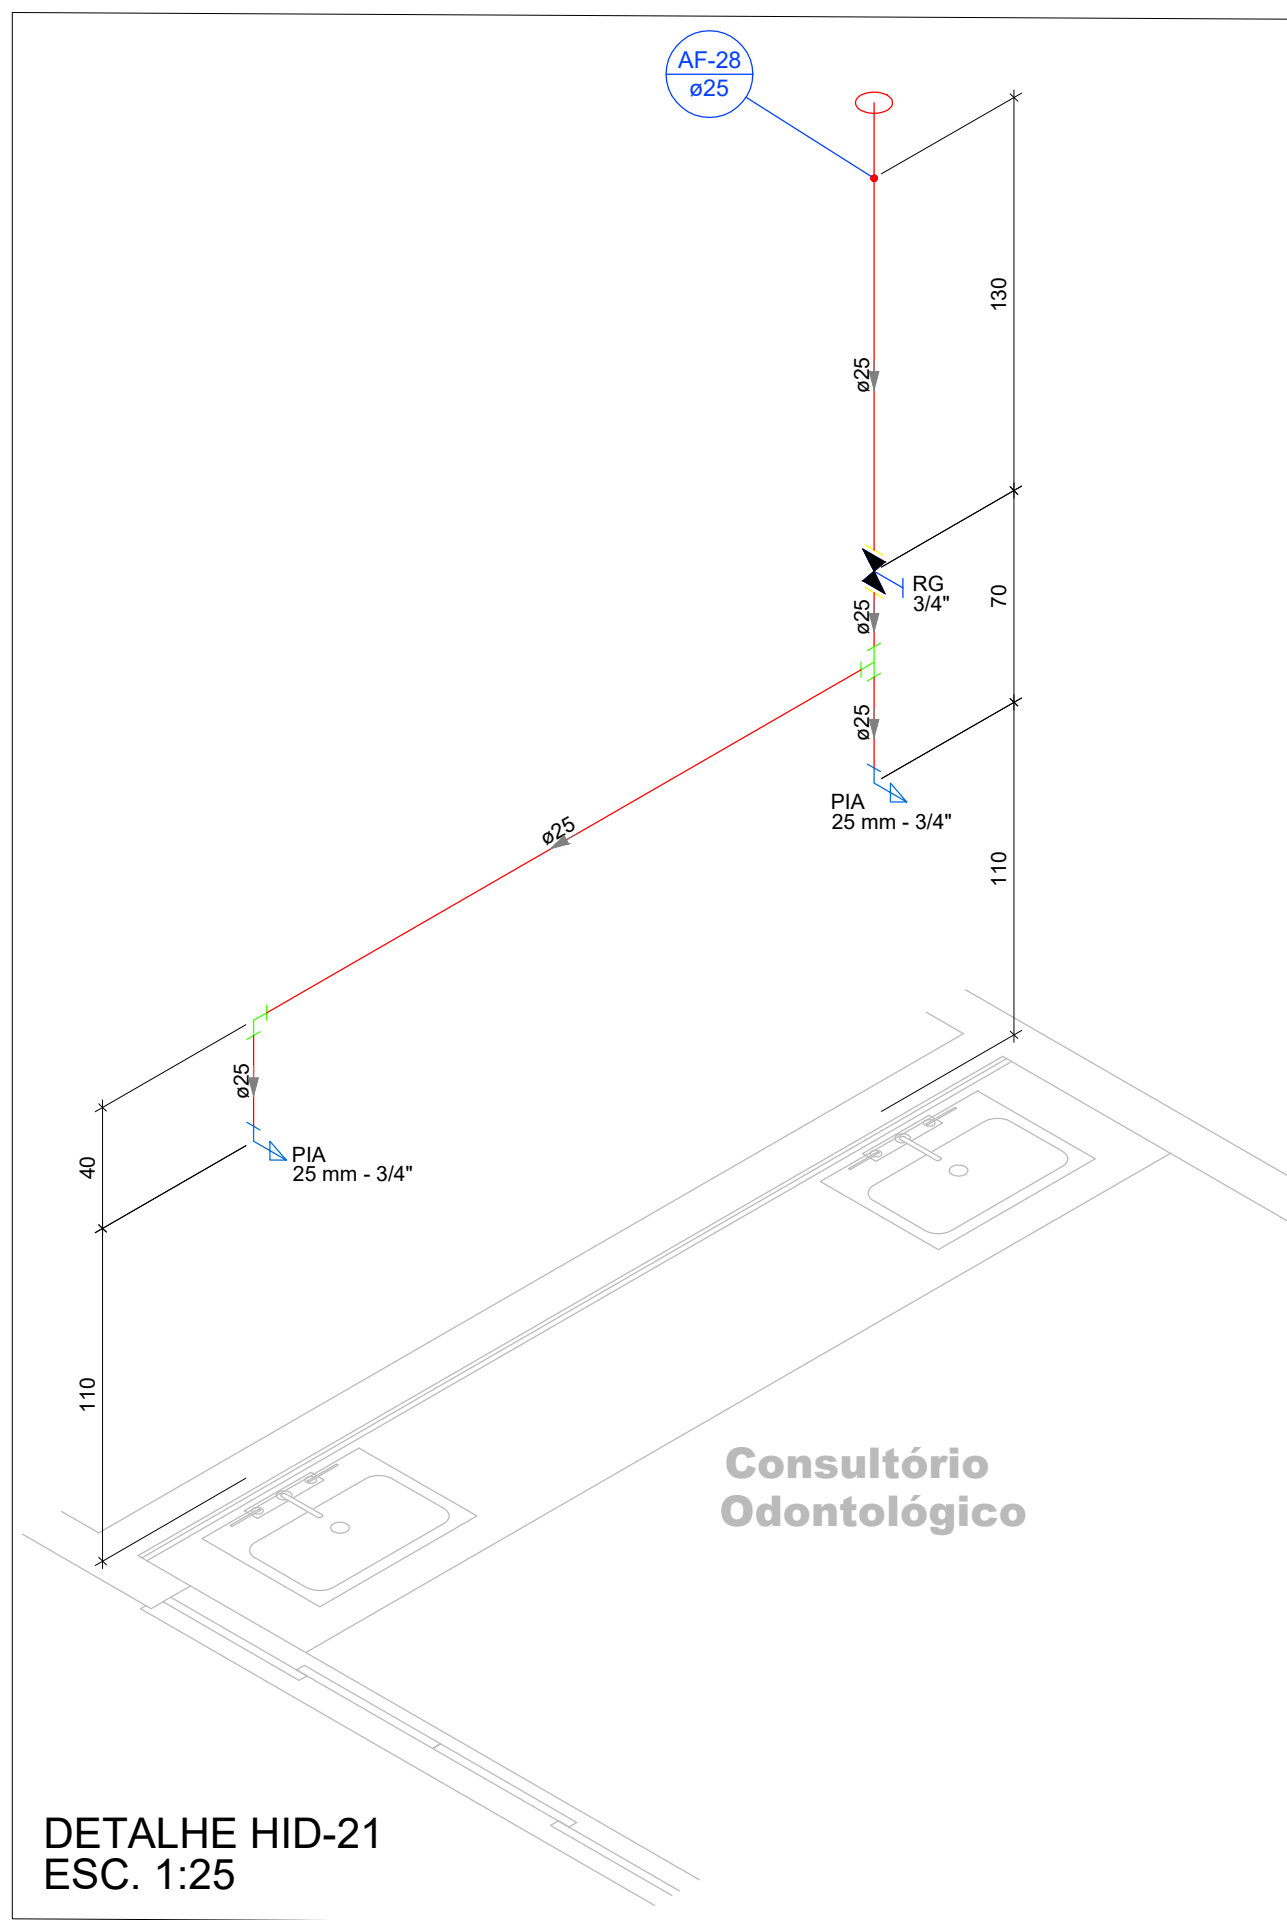 AF-28
ø25
130
ø25
RG
3/4"
70
ø25
ø25
PIA
25 mm - 3/4"
ø25
110
ø25
PIA
25 mm - 3/4"
40
110
Consultório
Odontológico
DETALHE HID-21
ESC. 1:25